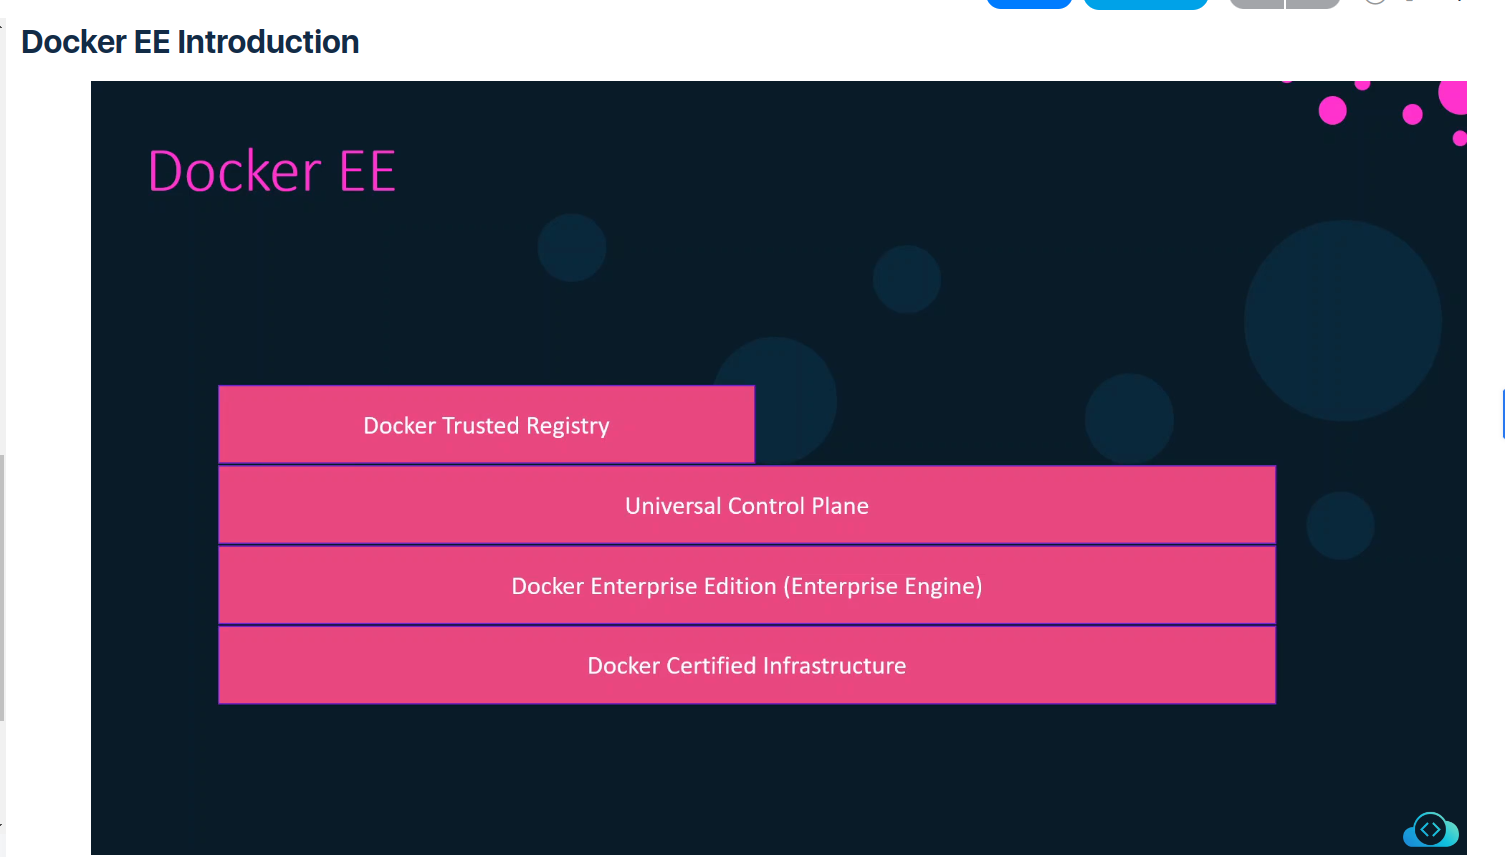 Docker EE Introduction
Docker EE
Docker Trusted Registry
Universal Control Plane
Docker Enterprise Edition (Enterprise Engine)
Docker Certified Infrastructure